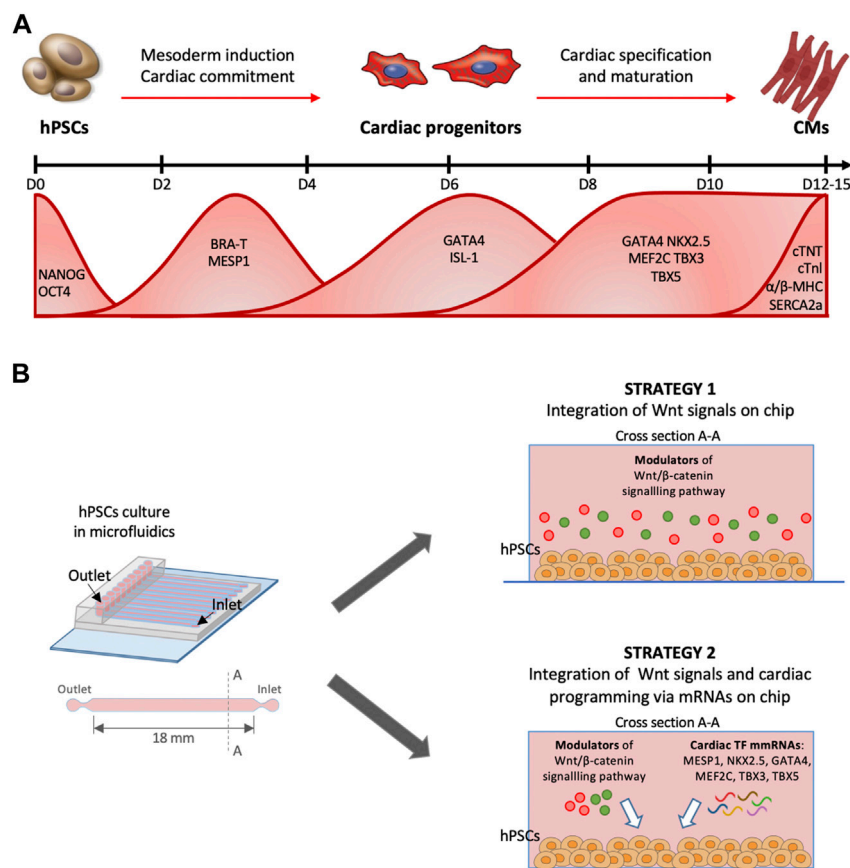 A
Mesoderm induction
Cardiac commitment
Cardiac specification
and maturation
hPSCs
Cardiac progenitors
CMs
D0
D2
D4
D6
D8
D10
D12-15
NANOG
OCT4
BRA-T
MESP1
GATA4
ISL-1
GATA4 NKX2.5
MEF2C TBX3
TBX5
cTNT
cTnl
α/β-MHC
SERCA2a
B
hPSCs culture
in microfluidics
Outlet
Inlet
A
Outlet
Inlet
18 mm
A
STRATEGY 1
Integration of Wnt signals on chip
Cross section A-A
Modulators of
Wnt/β-catenin
signallling pathway
hPSCs
STRATEGY 2
Integration of Wnt signals and cardiac
programming via mRNAs on chip
Cross section A-A
Modulators of
Wnt/β-catenin
signallling pathway
Cardiac TF mmRNAs:
MESP1, NKX2.5, GATA4,
MEF2C, TBX3, TBX5
hPSCs